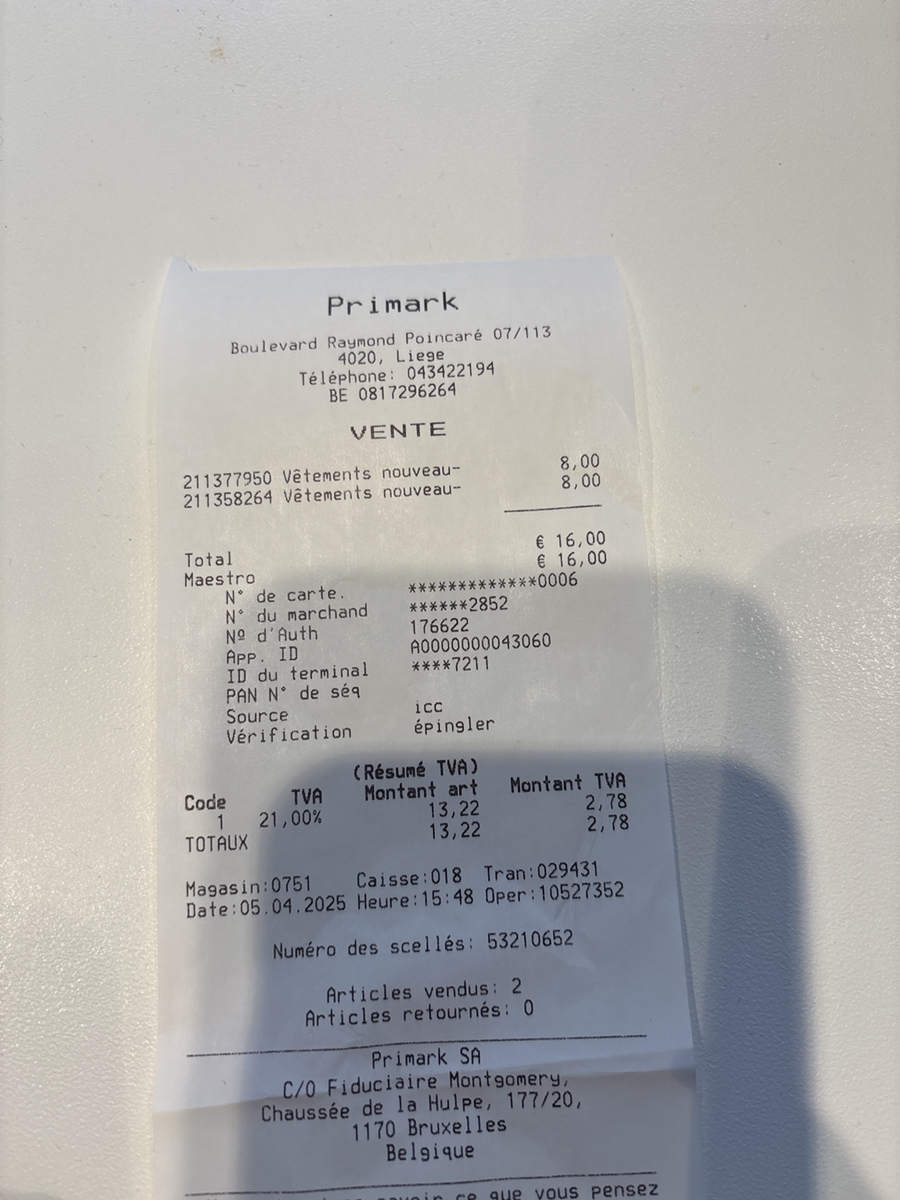 Primark
Boulevard Raymond Poincaré 07/113
4020, Liege
Téléphone: 043422194
BE 0817296264
VENTE
211377950 Vêtements nouveau- 8,00
211358264 Vêtements nouveau- 8,00
Total € 16,00
Maestro € 16,00
N° de carte. *************0006
N° du marchand ******2852
Nº d'Auth 176622
App. ID A0000000043060
ID du terminal ****7211
PAN N° de séq
Source icc
Vérification épingler
(Résumé TVA)
Code TVA Montant art Montant TVA
1 21,00% 13,22 2,78
TOTAUX 13,22 2,78
Magasin:0751 Caisse:018 Tran:029431
Date:05.04.2025 Heure:15:48 Oper:10527352
Numéro des scellés: 53210652
Articles vendus: 2
Articles retournés: 0
Primark SA
C/O Fiduciaire Montgomery,
Chaussée de la Hulpe, 177/20,
1170 Bruxelles
Belgique
savoir ce que vous pensez